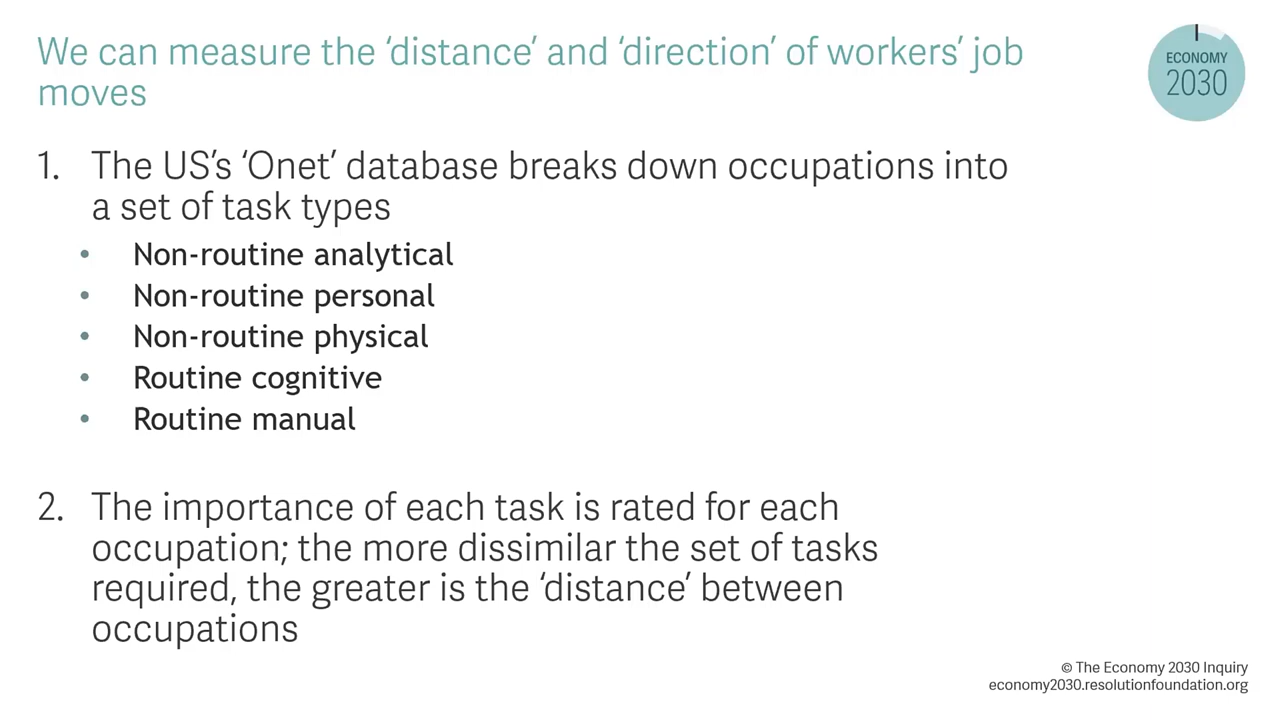 We can measure the ‘distance’ and ‘direction’ of workers’ job
moves
ECONOMY
2030
1. The US’s ‘Onet’ database breaks down occupations into
a set of task types
• Non-routine analytical
• Non-routine personal
• Non-routine physical
• Routine cognitive
• Routine manual
2. The importance of each task is rated for each
occupation; the more dissimilar the set of tasks
required, the greater is the ‘distance’ between
occupations
© The Economy 2030 Inquiry
economy2030.resolutionfoundation.org